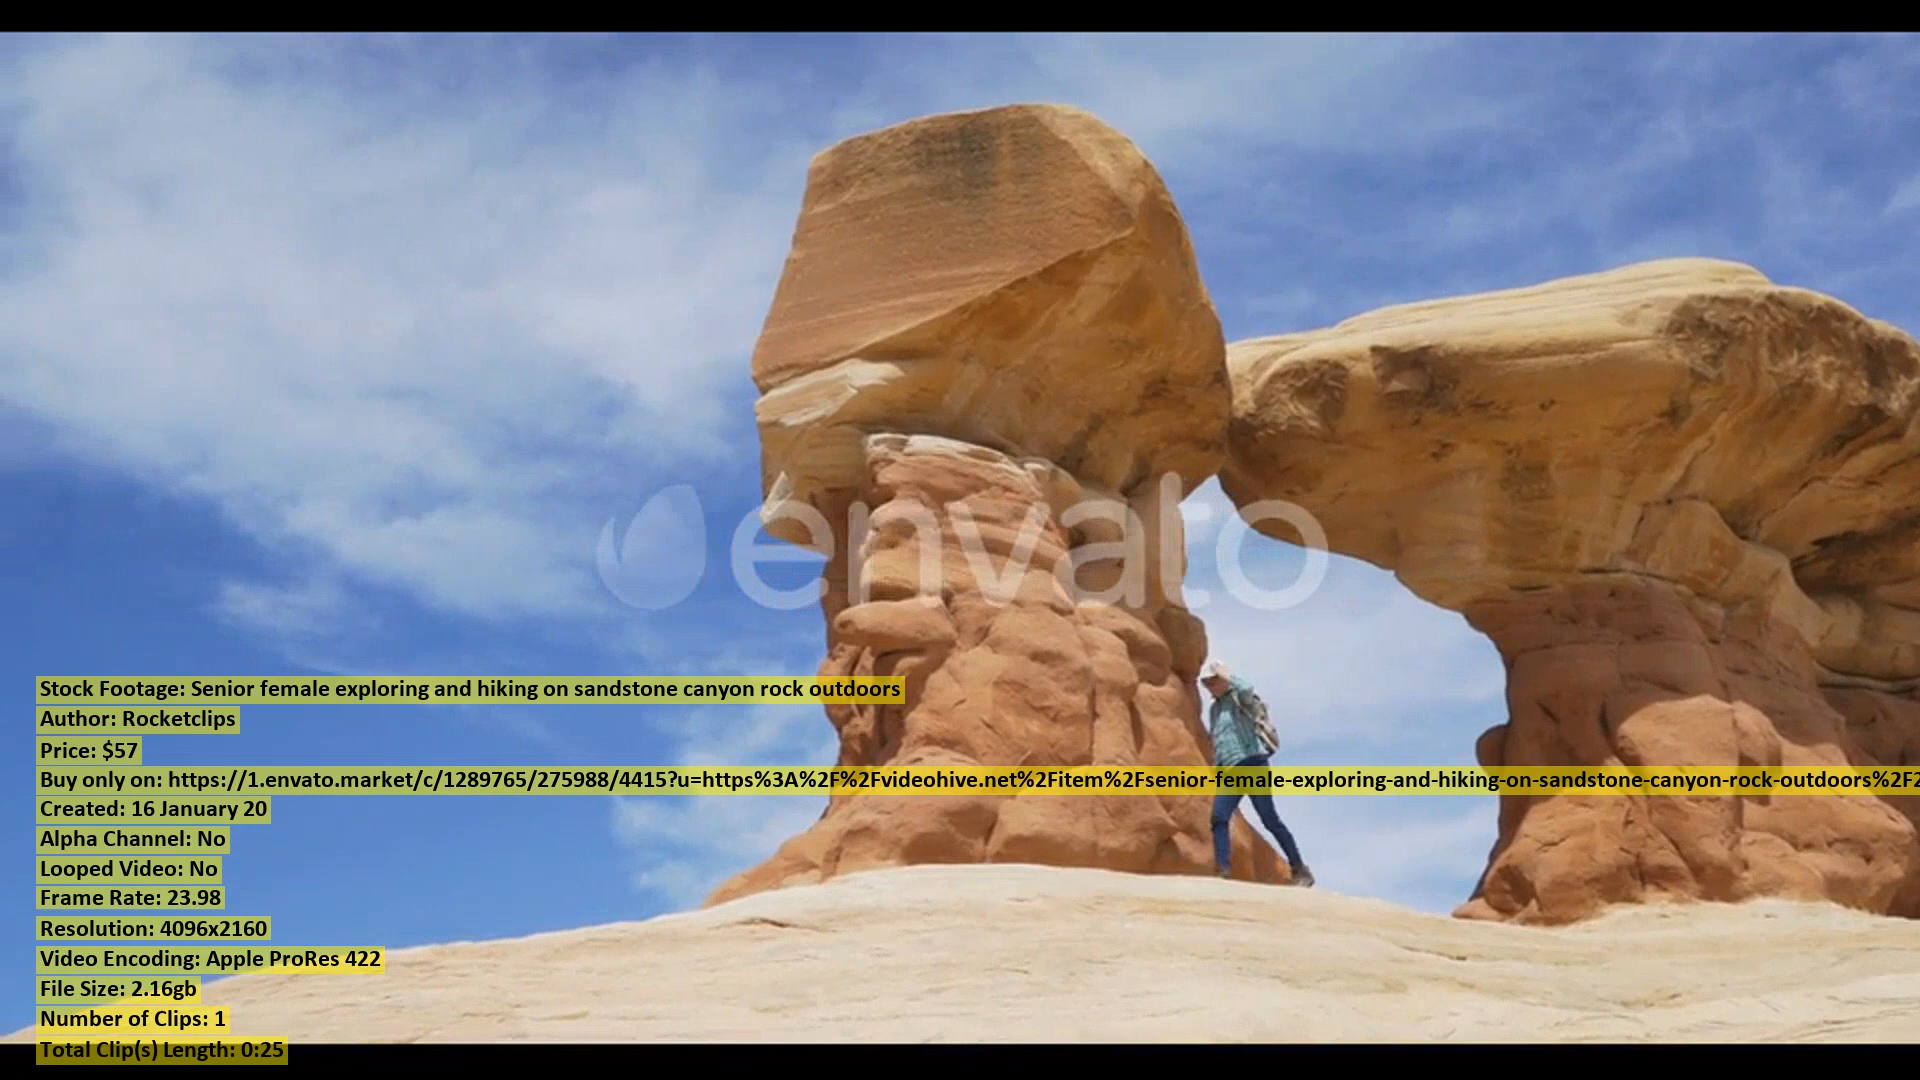 envato
Stock Footage: Senior female exploring and hiking on sandstone canyon rock outdoors
Author: Rocketclips
Price: $57
Buy only on: https://1.envato.market/c/1289765/275988/4415?u=https%3A%2F%2Fvideohive.net%2Fitem%2Fsenior-female-exploring-and-hiking-on-sandstone-canyon-rock-outdoors%2F2
Created: 16 January 20
Alpha Channel: No
Looped Video: No
Frame Rate: 23.98
Resolution: 4096x2160
Video Encoding: Apple ProRes 422
File Size: 2.16gb
Number of Clips: 1
Total Clip(s) Length: 0:25